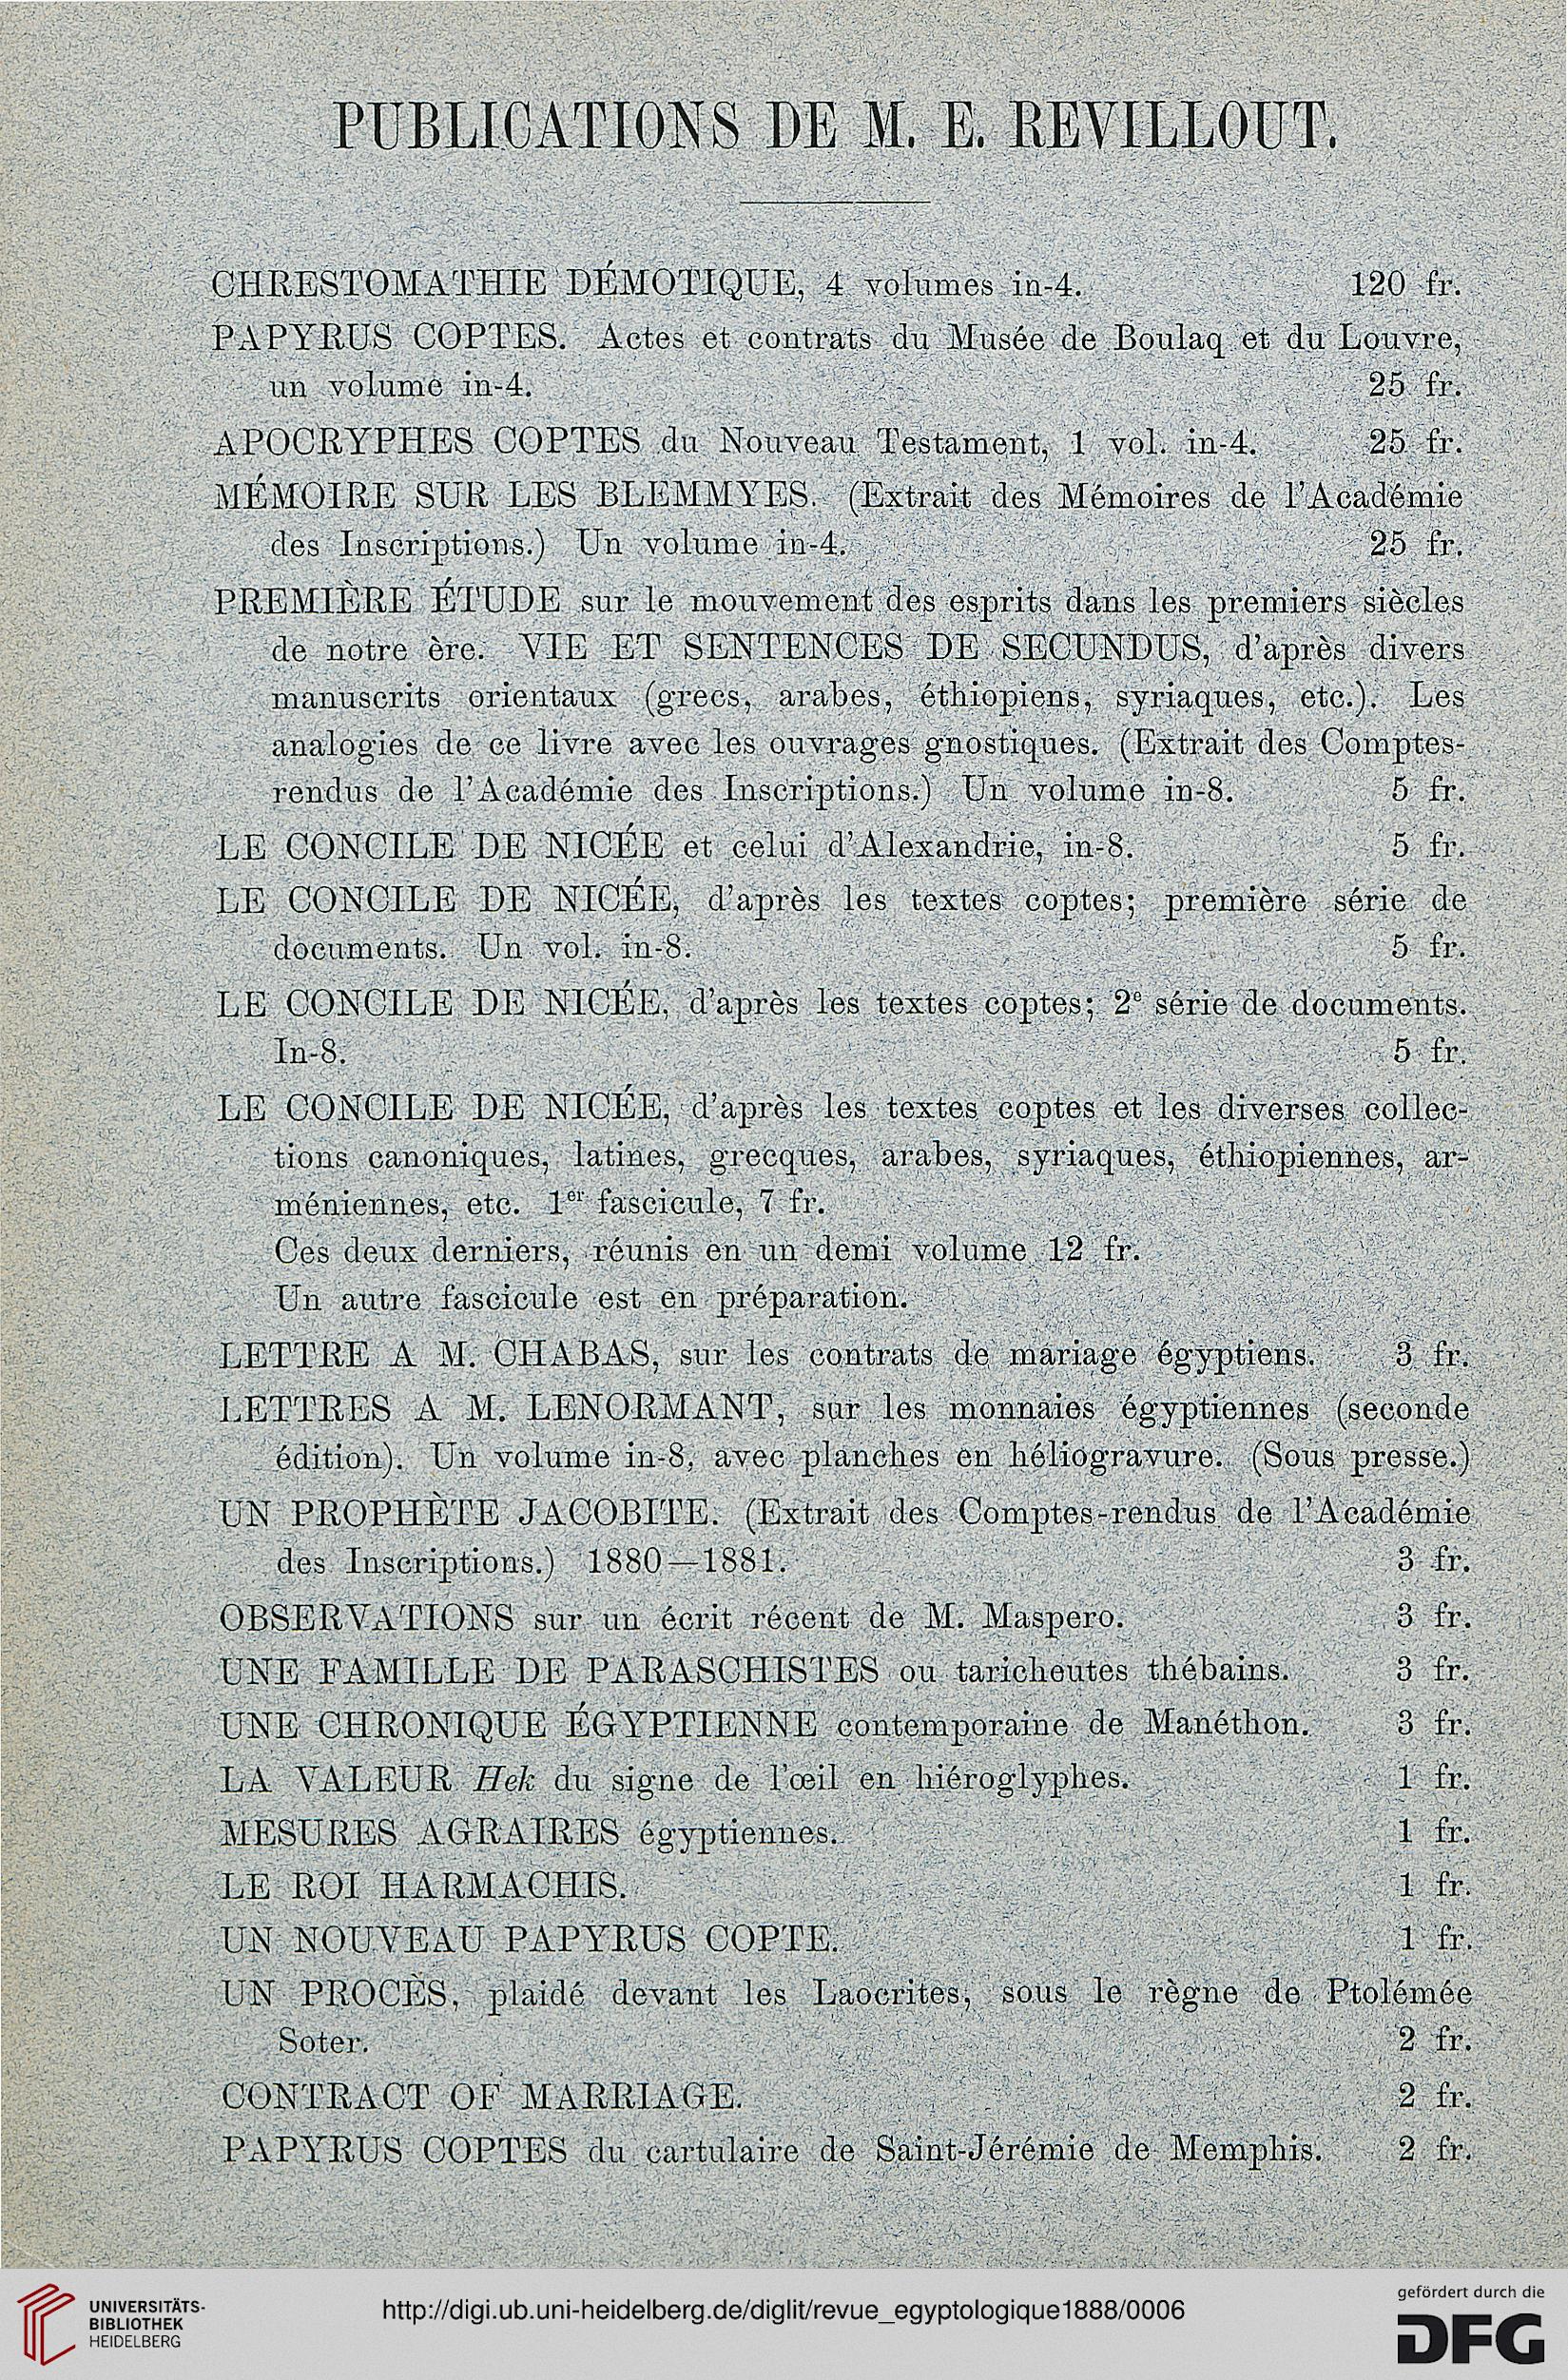 PUBLICATIONS DE M. E. REVILLOUT.
CHRESTOMATHIE DÉMOTIQUE, 4 volumes in-4. 120 fr.
PAPYRUS COPTES. Actes et contrats du Musée de Boulaq et du Louvre,
un volume in-4. 25 fr.
APOCRYPHES COPTES du Nouveau Testament, 1 vol. in-4. 25 fr.
MÉMOIRE SUR LES BLEMMYES. (Extrait des Mémoires de l'Académie
des Inscriptions.) Un volume in-4. 25 fr.
PREMIÈRE ÉTUDE sur le mouvement des esprits dans les premiers siècles
de notre ère. VIE ET SENTENCES DE SECUNDUS, d'après divers
manuscrits orientaux (grecs, arabes, éthiopiens, syriaques, etc.). Les
analogies de ce livre avec les ouvrages gnostiques. (Extrait des Comptes-
rendus de l'Académie des Inscriptions.) Un volume in-8. 5 fr.
LE CONCILE DE NICÉE et celui d'Alexandrie, in-8. 5 fr.
LE CONCILE DE NICÉE, d'après les textes coptes; première série de
documents. Un vol. in-8. 5 fr.
LE CONCILE DE NICÉE, d'après les textes coptes; 2e série de documents.
In-8. 5 fr.
LE CONCILE DE NICÉE, d'après les textes coptes et les diverses collec-
tions canoniques, latines, grecques, arabes, syriaques, éthiopiennes, ar-
méniennes, etc. 1er fascicule, 7 fr.
Ces deux derniers, réunis en un demi volume 12 fr.
Un autre fascicule est en préparation.
LETTRE A M. CHABAS, sur les contrats de mariage égyptiens. 3 fr.
LETTRES A M. LENORMANT, sur les monnaies égyptiennes (seconde
édition). Un volume in-8, avec planches en héliogravure. (Sous presse.)
UN PROPHÈTE JACOBITE. (Extrait des Comptes-rendus de l'Académie
des Inscriptions.) 1880—1881. 3 fr.
OBSERVATIONS sur un écrit récent de M. Maspero. 3 fr.
UNE FAMILLE DE PARASCHISTES ou taricheutes thébains. 3 fr.
UNE CHRONIQUE ÉGYPTIENNE contemporaine de Manéthon. 3 fr.
LA VALEUR Hek du signe de l'œil en hiéroglyphes. 1 fr.
MESURES AGRAIRES égyptiennes. 1 fr.
LE ROI HARMACHIS. 1 fr.
UN NOUVEAU PAPYRUS COPTE. 1 fr.
UN PROCÈS, plaidé devant les Laocrites, sous le règne de Ptolémée
Soter. 2 fr.
CONTRACT OF MARRIAGE. 2 fr.
PAPYRUS COPTES du cartulaire de Saint-Jérémie de Memphis. 2 fr.
UNIVERSITÄTS-
BIBLIOTHEK
HEIDELBERG
http://digi.ub.uni-heidelberg.de/diglit/revue_egyptologique1888/0006
gefördert durch die
DFG